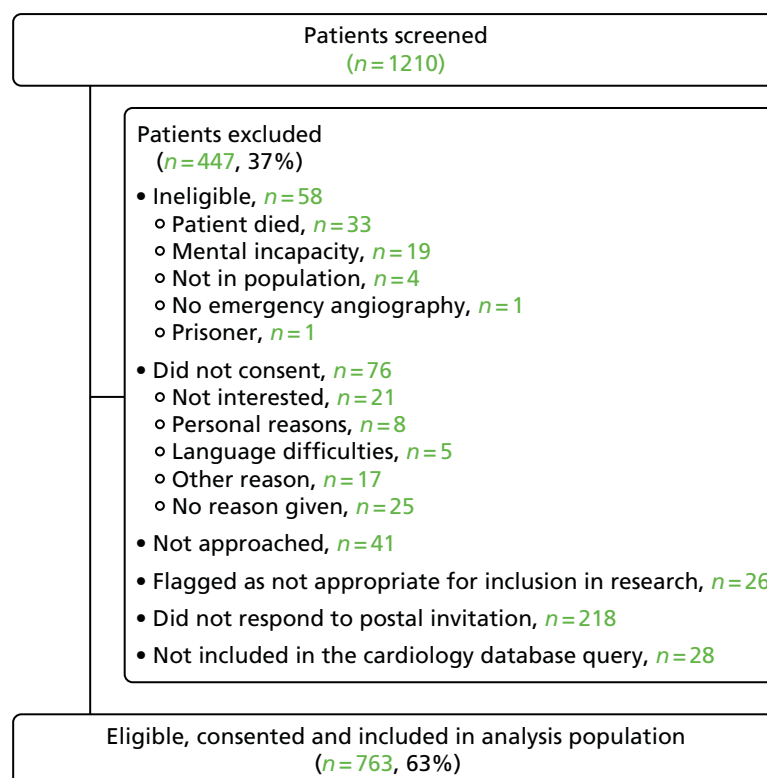 Patients screened
(n = 1210)
Patients excluded
(n = 447, 37%)
• Ineligible, n = 58
Patient died, n = 33
Mental incapacity, n = 19
Not in population, n = 4
No emergency angiography, n = 1
Prisoner, n = 1
• Did not consent, n = 76
Not interested, n = 21
Personal reasons, n = 8
Language difficulties, n = 5
Other reason, n = 17
No reason given, n = 25
• Not approached, n = 41
• Flagged as not appropriate for inclusion in research, n = 26
• Did not respond to postal invitation, n = 218
• Not included in the cardiology database query, n = 28
Eligible, consented and included in analysis population
(n = 763, 63%)